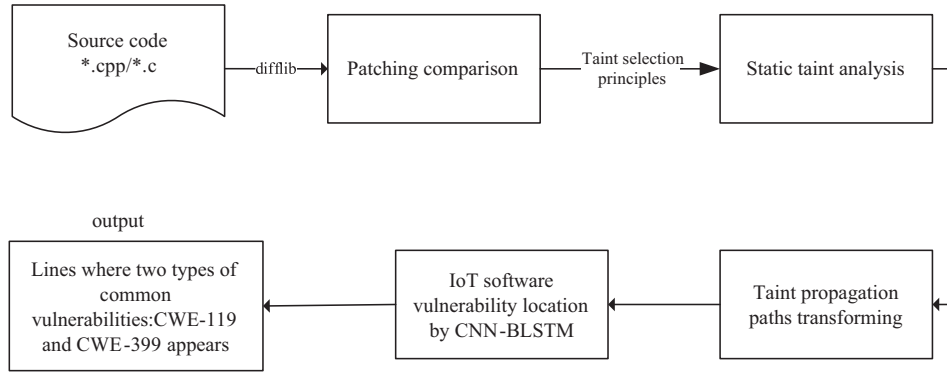 Source code
*.cpp/*.c
difflib
Patching comparison
Taint selection
principles
Static taint analysis
output
Lines where two types of
common
vulnerabilities:CWE-119
and CWE-399 appears
IoT software
vulnerability location
by CNN-BLSTM
Taint propagation
paths transforming